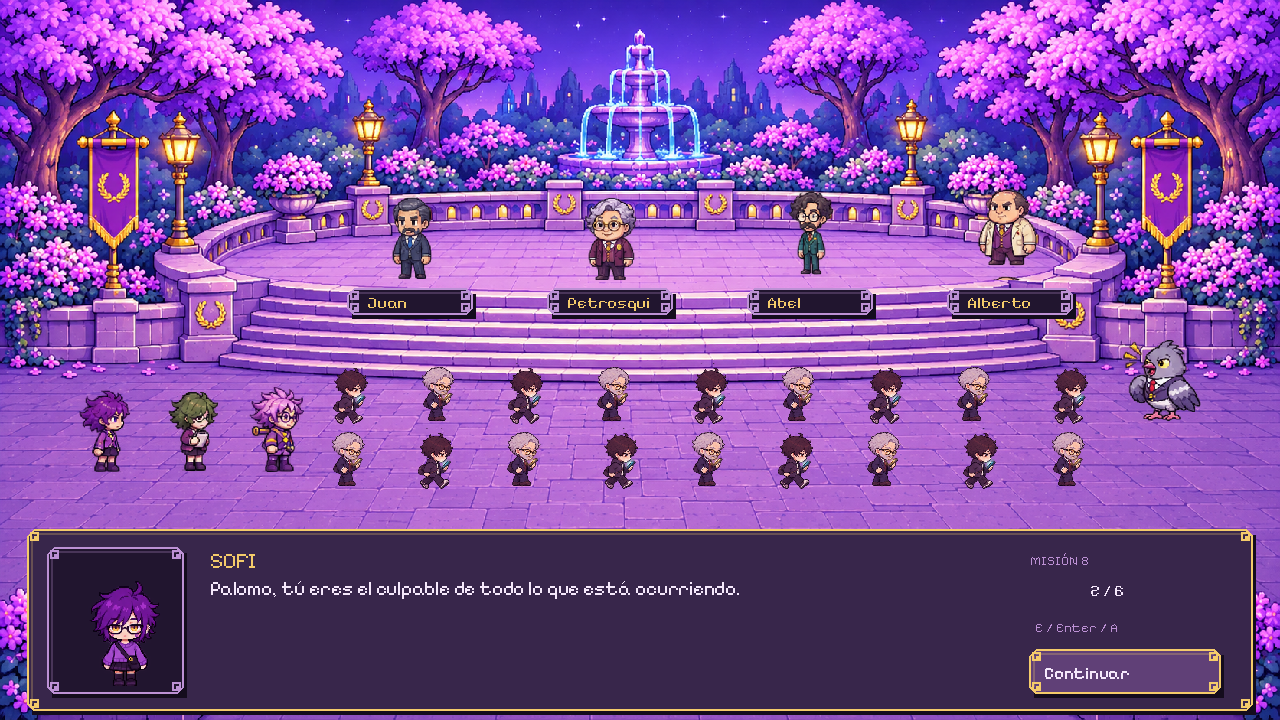 Juan
Petrosqui
Abel
Alberto
SOFI
Palomo, tú eres el culpable de todo lo que está ocurriendo.
MISIÓN 8
2/6
E / Enter / A
Continuar